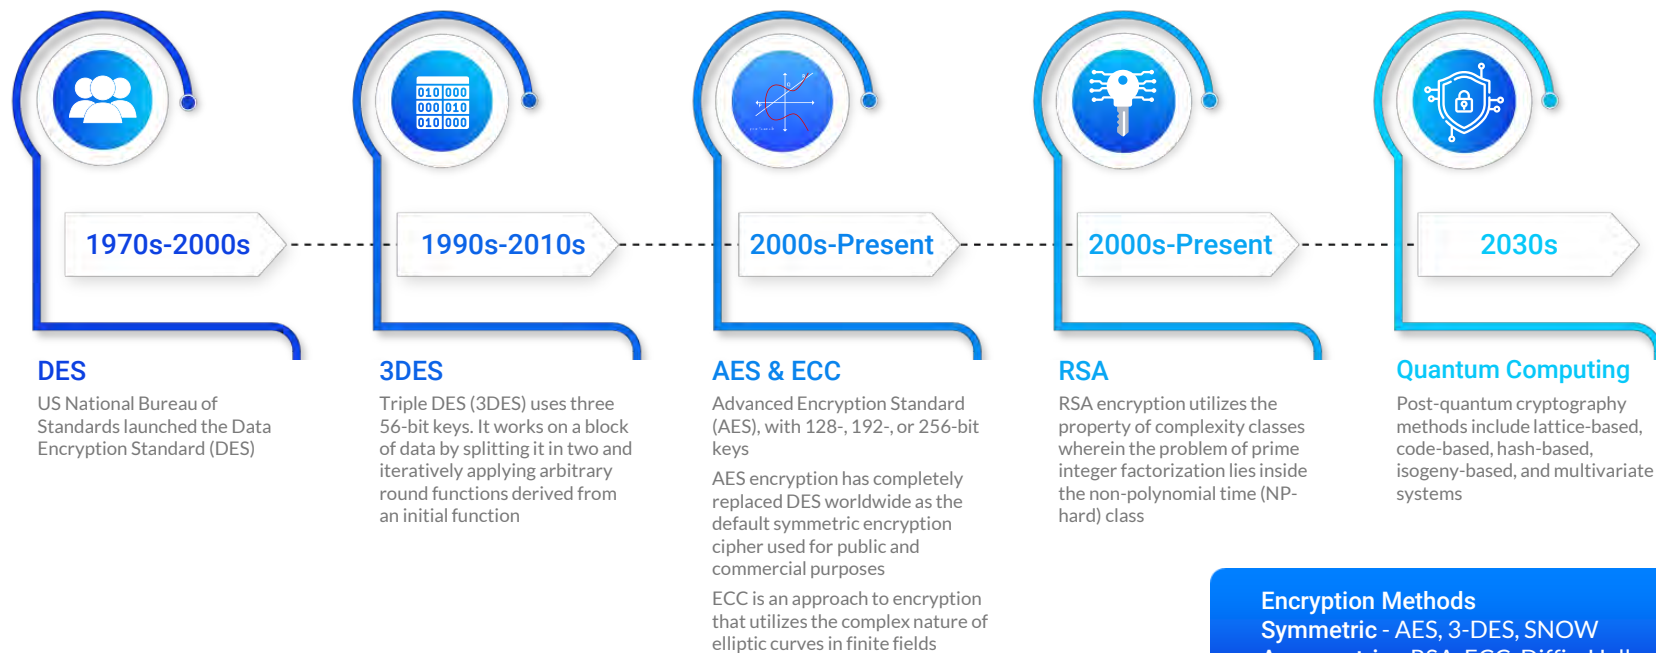 010 000
000 010
010 000
1970s-2000s
1990s-2010s
2000s-Present
2000s-Present
2030s
DES
US National Bureau of
Standards launched the Data
Encryption Standard (DES)
3DES
Triple DES (3DES) uses three
56-bit keys. It works on a block
of data by splitting it in two and
iteratively applying arbitrary
round functions derived from
an initial function
AES & ECC
Advanced Encryption Standard
(AES), with 128-, 192-, or 256-bit
keys
AES encryption has completely
replaced DES worldwide as the
default symmetric encryption
cipher used for public and
commercial purposes
ECC is an approach to encryption
that utilizes the complex nature of
elliptic curves in finite fields
RSA
RSA encryption utilizes the
property of complexity classes
wherein the problem of prime
integer factorization lies inside
the non-polynomial time (NP-
hard) class
Quantum Computing
Post-quantum cryptography
methods include lattice-based,
code-based, hash-based,
isogeny-based, and multivariate
systems
Encryption Methods
Symmetric - AES, 3-DES, SNOW
RSA, ECC,